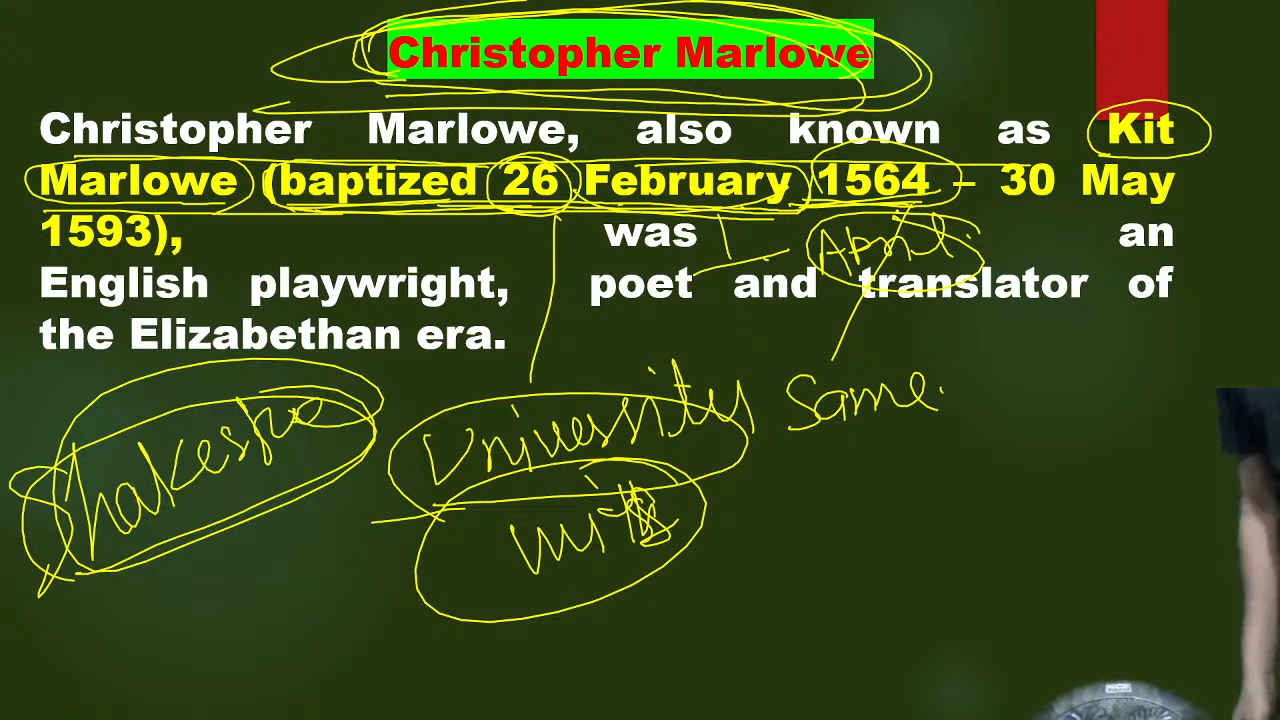 Christopher Marlowe
Christopher Marlowe, also known as Kit
Marlowe (baptized 26 February 1564 – 30 May
1593), was an
English playwright, poet and translator of
the Elizabethan era.
April
University same.
wits